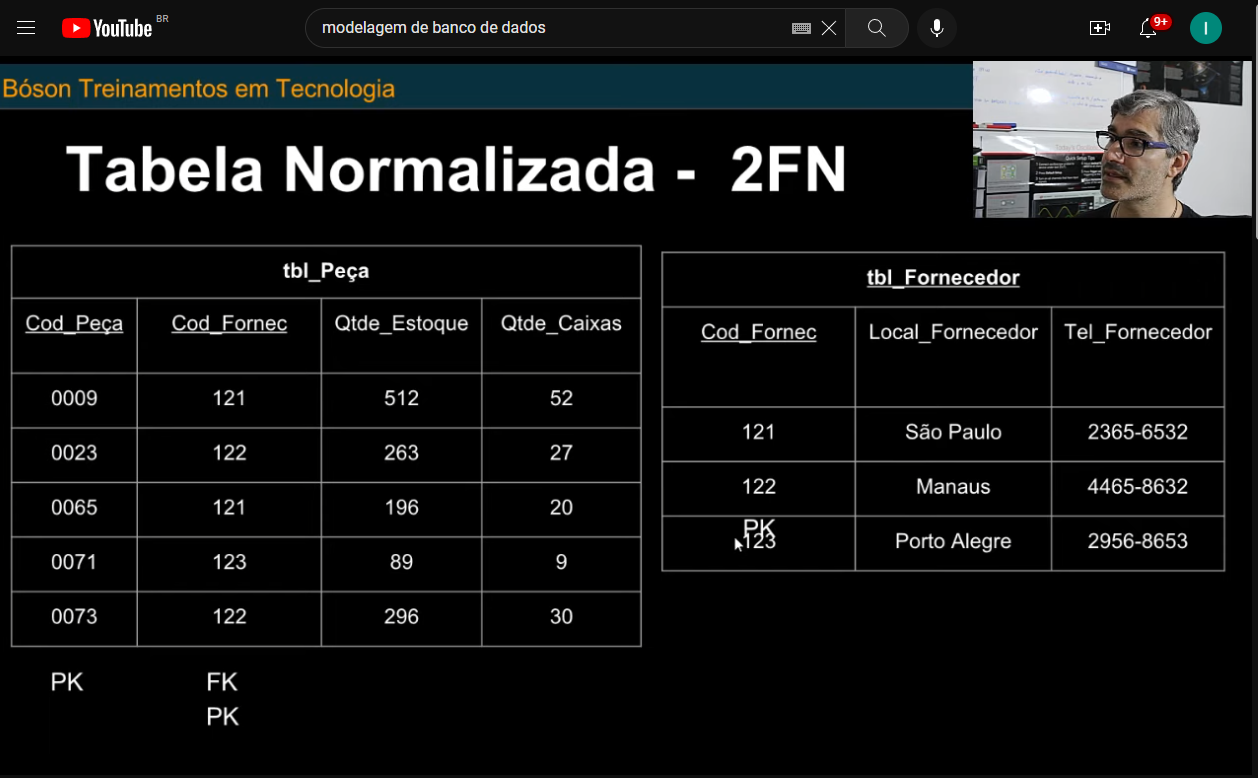 YouTube BR
modelagem de banco de dados
9+
I
Bóson Treinamentos em Tecnologia
Tabela Normalizada - 2FN
tbl_Peça
Cod_Peça Cod_Fornec Qtde_Estoque Qtde_Caixas
0009 121 512 52
0023 122 263 27
0065 121 196 20
0071 123 89 9
0073 122 296 30
PK FK
PK
tbl_Fornecedor
Cod_Fornec Local_Fornecedor Tel_Fornecedor
121 São Paulo 2365-6532
122 Manaus 4465-8632
PK
123 Porto Alegre 2956-8653